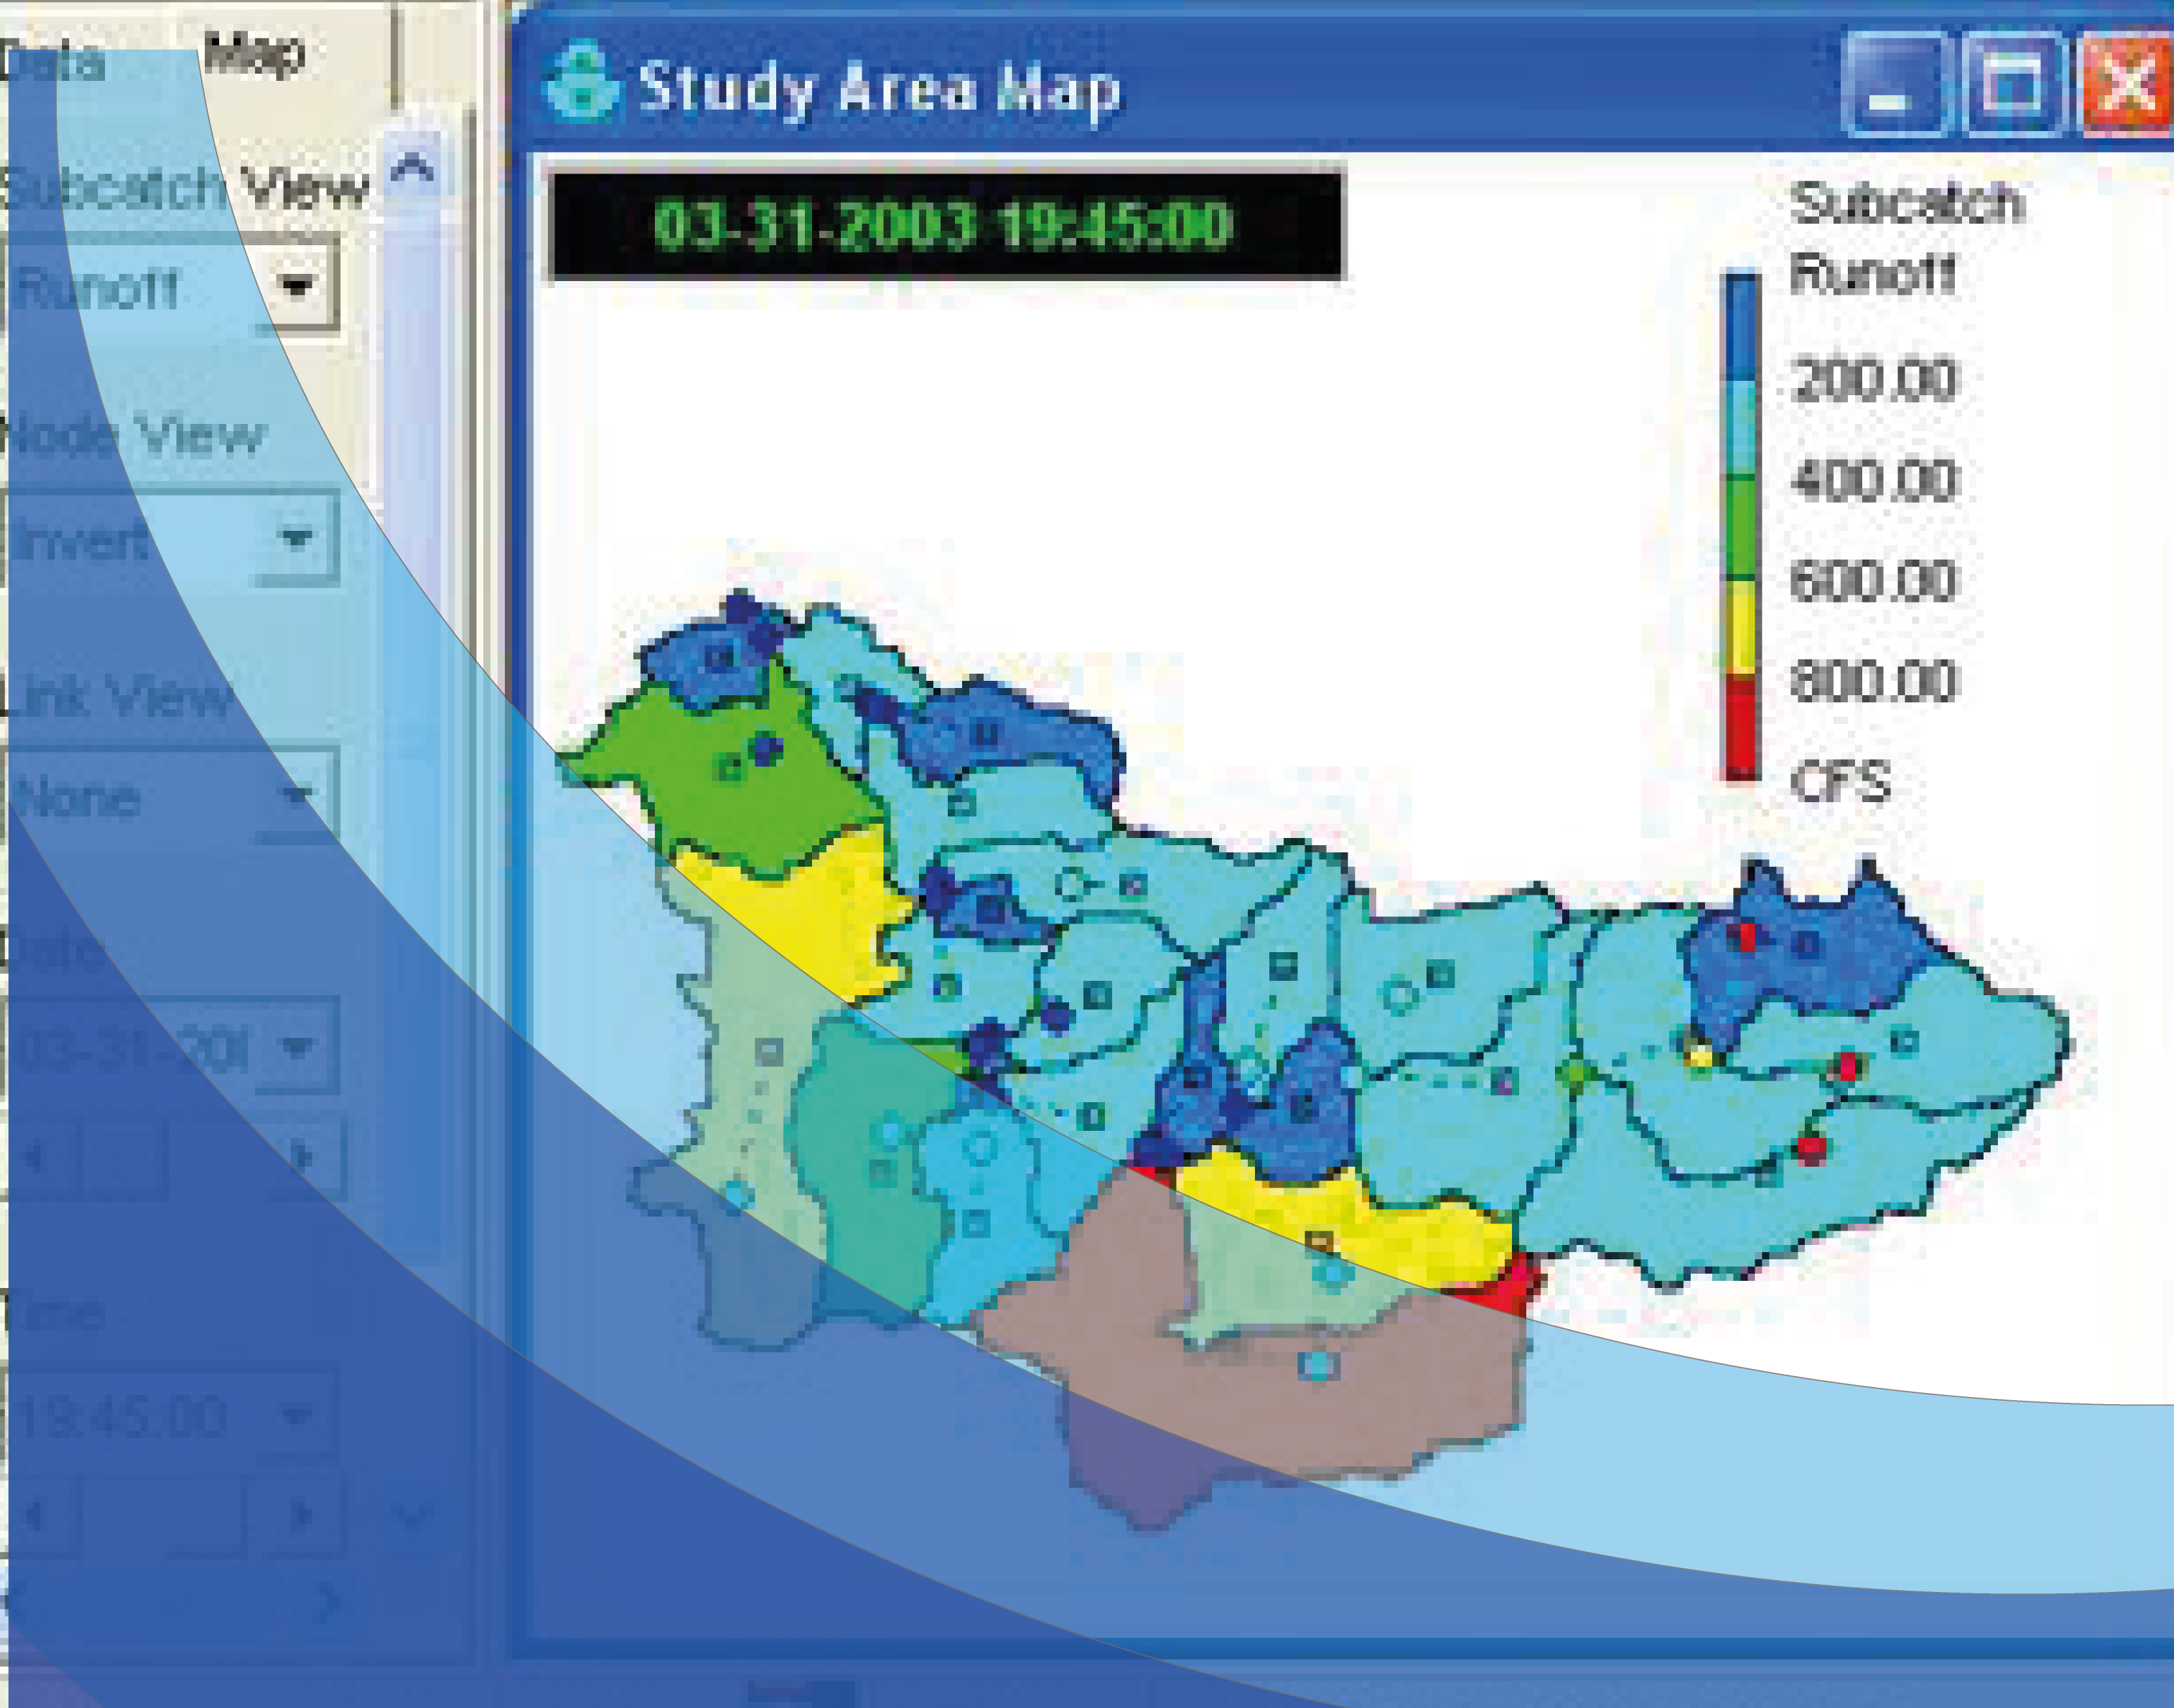 Data Map
Subcatch View
Runoff
Node View
Invert
Link View
None
Date
03-31-200
Time
19:45:00
Study Area Map
03-31-2003 19:45:00
Subcatch
Runoff
200.00
400.00
600.00
800.00
CFS